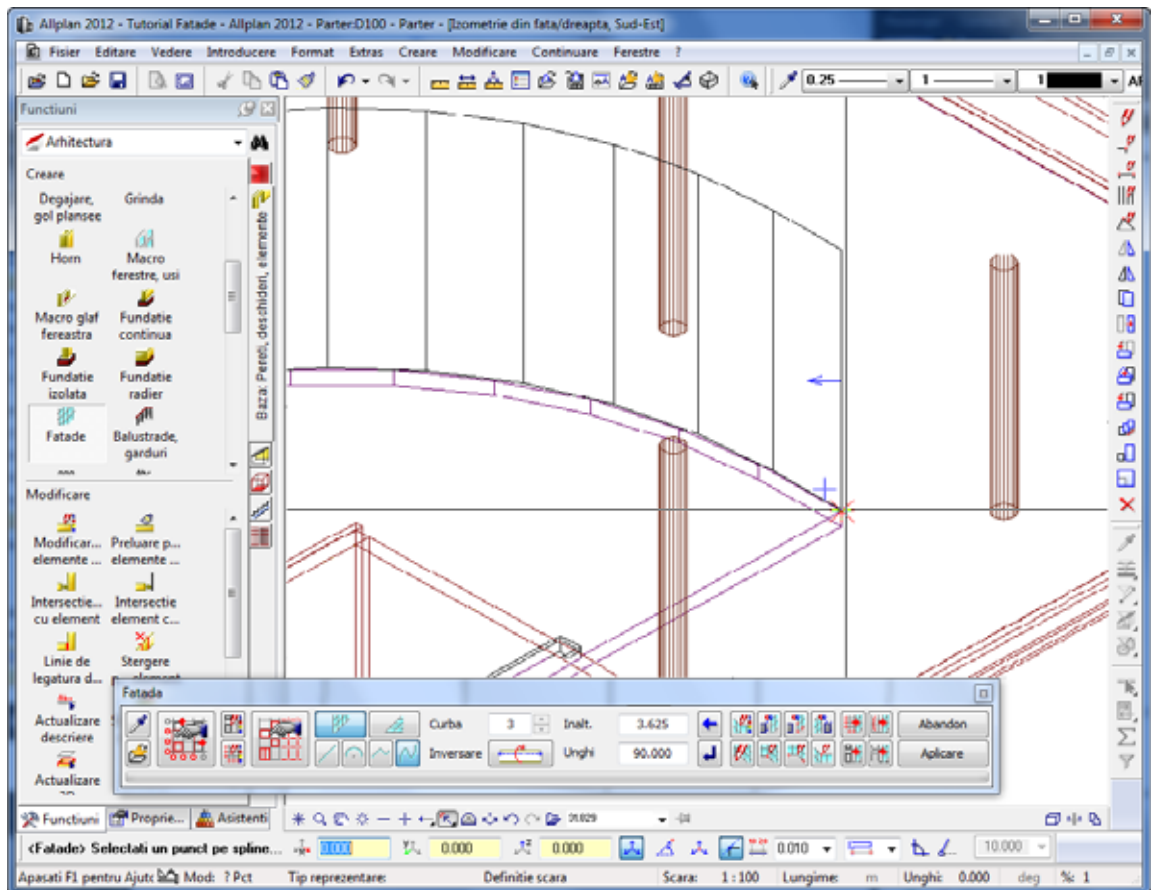 Allplan 2012 - Tutorial Fatade - Allplan 2012 - Parter:D100 - Parter - [Izometrie din fata/dreapta, Sud-Est]
Fisier Editare Vedere Introducere Format Extras Creare Modificare Continuare Ferestre ?
0.25 1 1
Functiuni
Arhitectura
Creare
Degajare, Grinda
gol plansee
Horn Macro
ferestre, usi
Macro glaf Fundatie
fereastra continua
Fundatie Fundatie
izolata radier
Fatade Balustrade,
garduri
Baza: Pereti, deschideri, elemente
Modificare
Modificar... Preluare p...
elemente ... elemente ...
Intersectie... Intersectie
cu element element c...
Linie de Stergere
legatura d...
Actualizare
descriere
Actualizare
Fatada
Curba 3 Inalt. 3.625 Abandon
Inversare Unghi 90.000 Aplicare
Functiuni Proprie... Asistenti
<Fatade> Selectati un punct pe spline... 0.000 0.000 0.000 0.010 10.000
Apasati F1 pentru Ajuto Mod: ? Pct Tip reprezentare: Definitie scara Scara: 1 : 100 Lungime: m Unghi: 0.000 deg %: 1